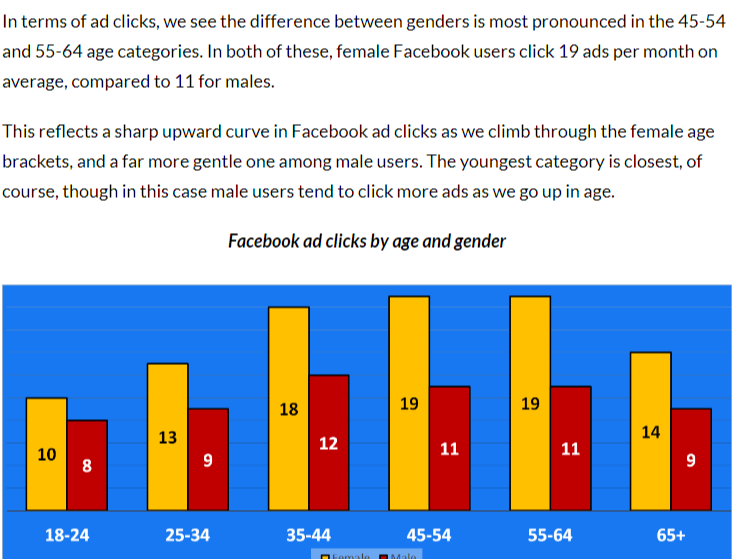 In terms of ad clicks, we see the difference between genders is most pronounced in the 45-54
and 55-64 age categories. In both of these, female Facebook users click 19 ads per month on
average, compared to 11 for males.
This reflects a sharp upward curve in Facebook ad clicks as we climb through the female age
brackets, and a far more gentle one among male users. The youngest category is closest, of
course, though in this case male users tend to click more ads as we go up in age.
Facebook ad clicks by age and gender
10 8 13 9 18 12 19 11 19 11 14 9
18-24 25-34 35-44 45-54 55-64 65+
Female Male